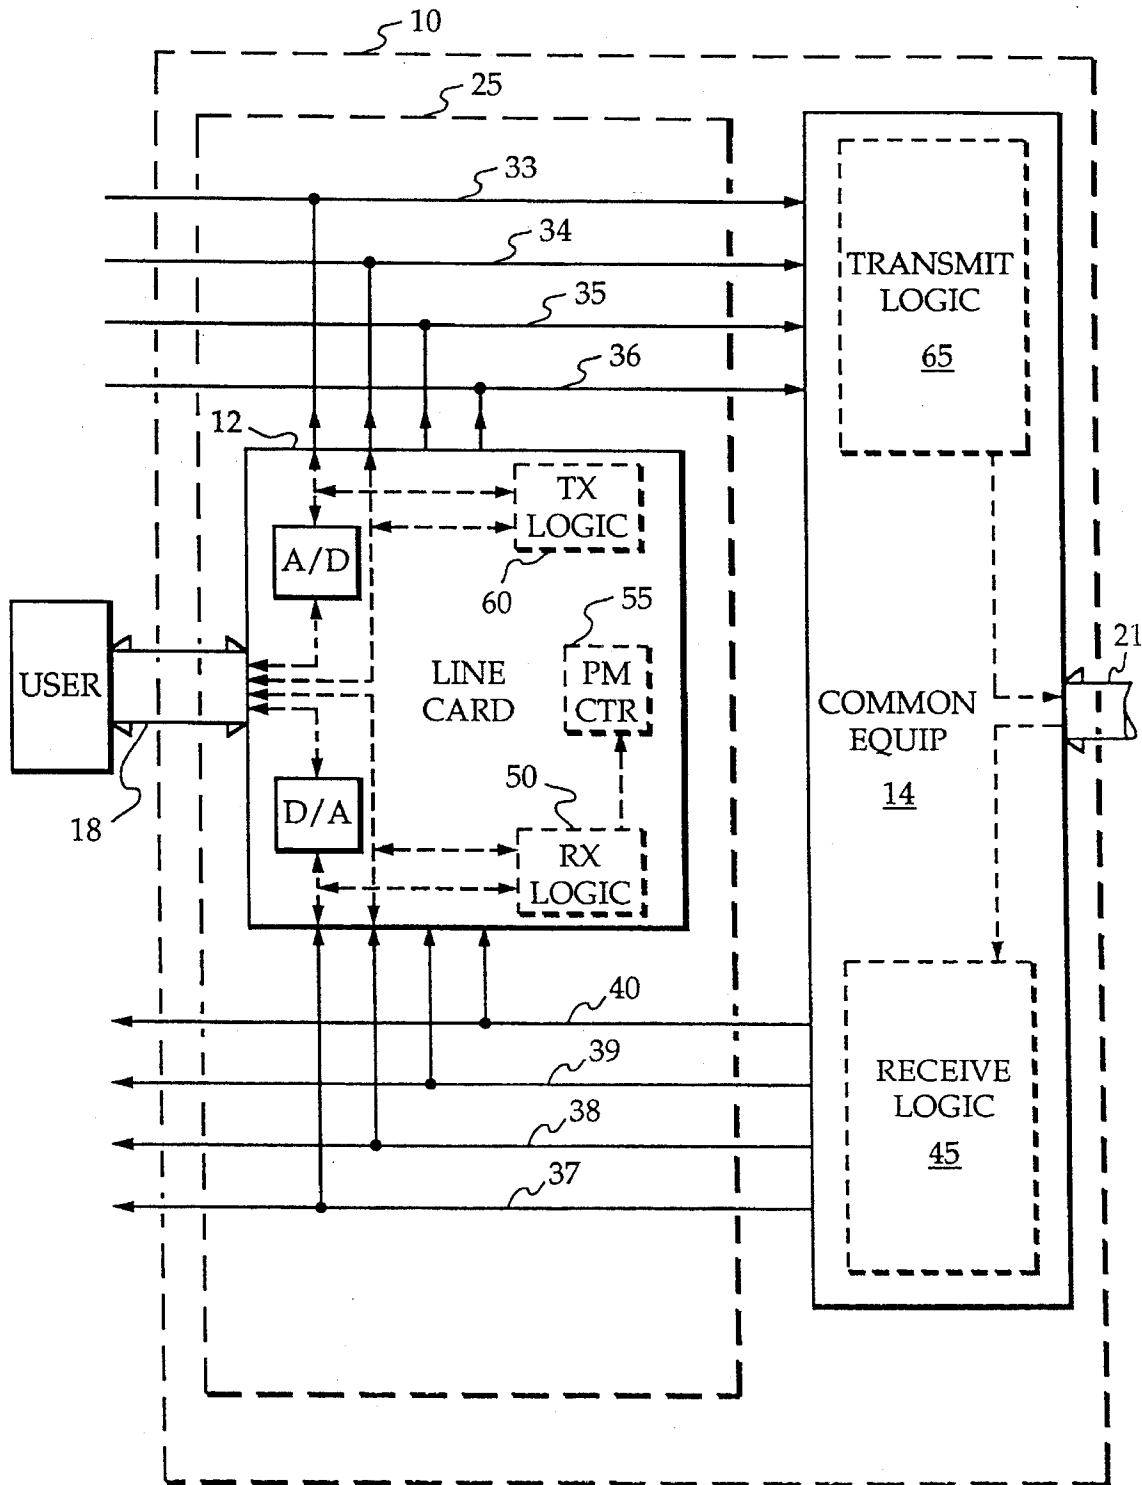 10
25
33
34
35
36
TRANSMIT
LOGIC
65
12
TX
LOGIC
60
A/D
55
PM
CTR
USER
LINE
CARD
21
COMMON
EQUIP
14
18
D/A
50
RX
LOGIC
40
39
38
37
RECEIVE
LOGIC
45